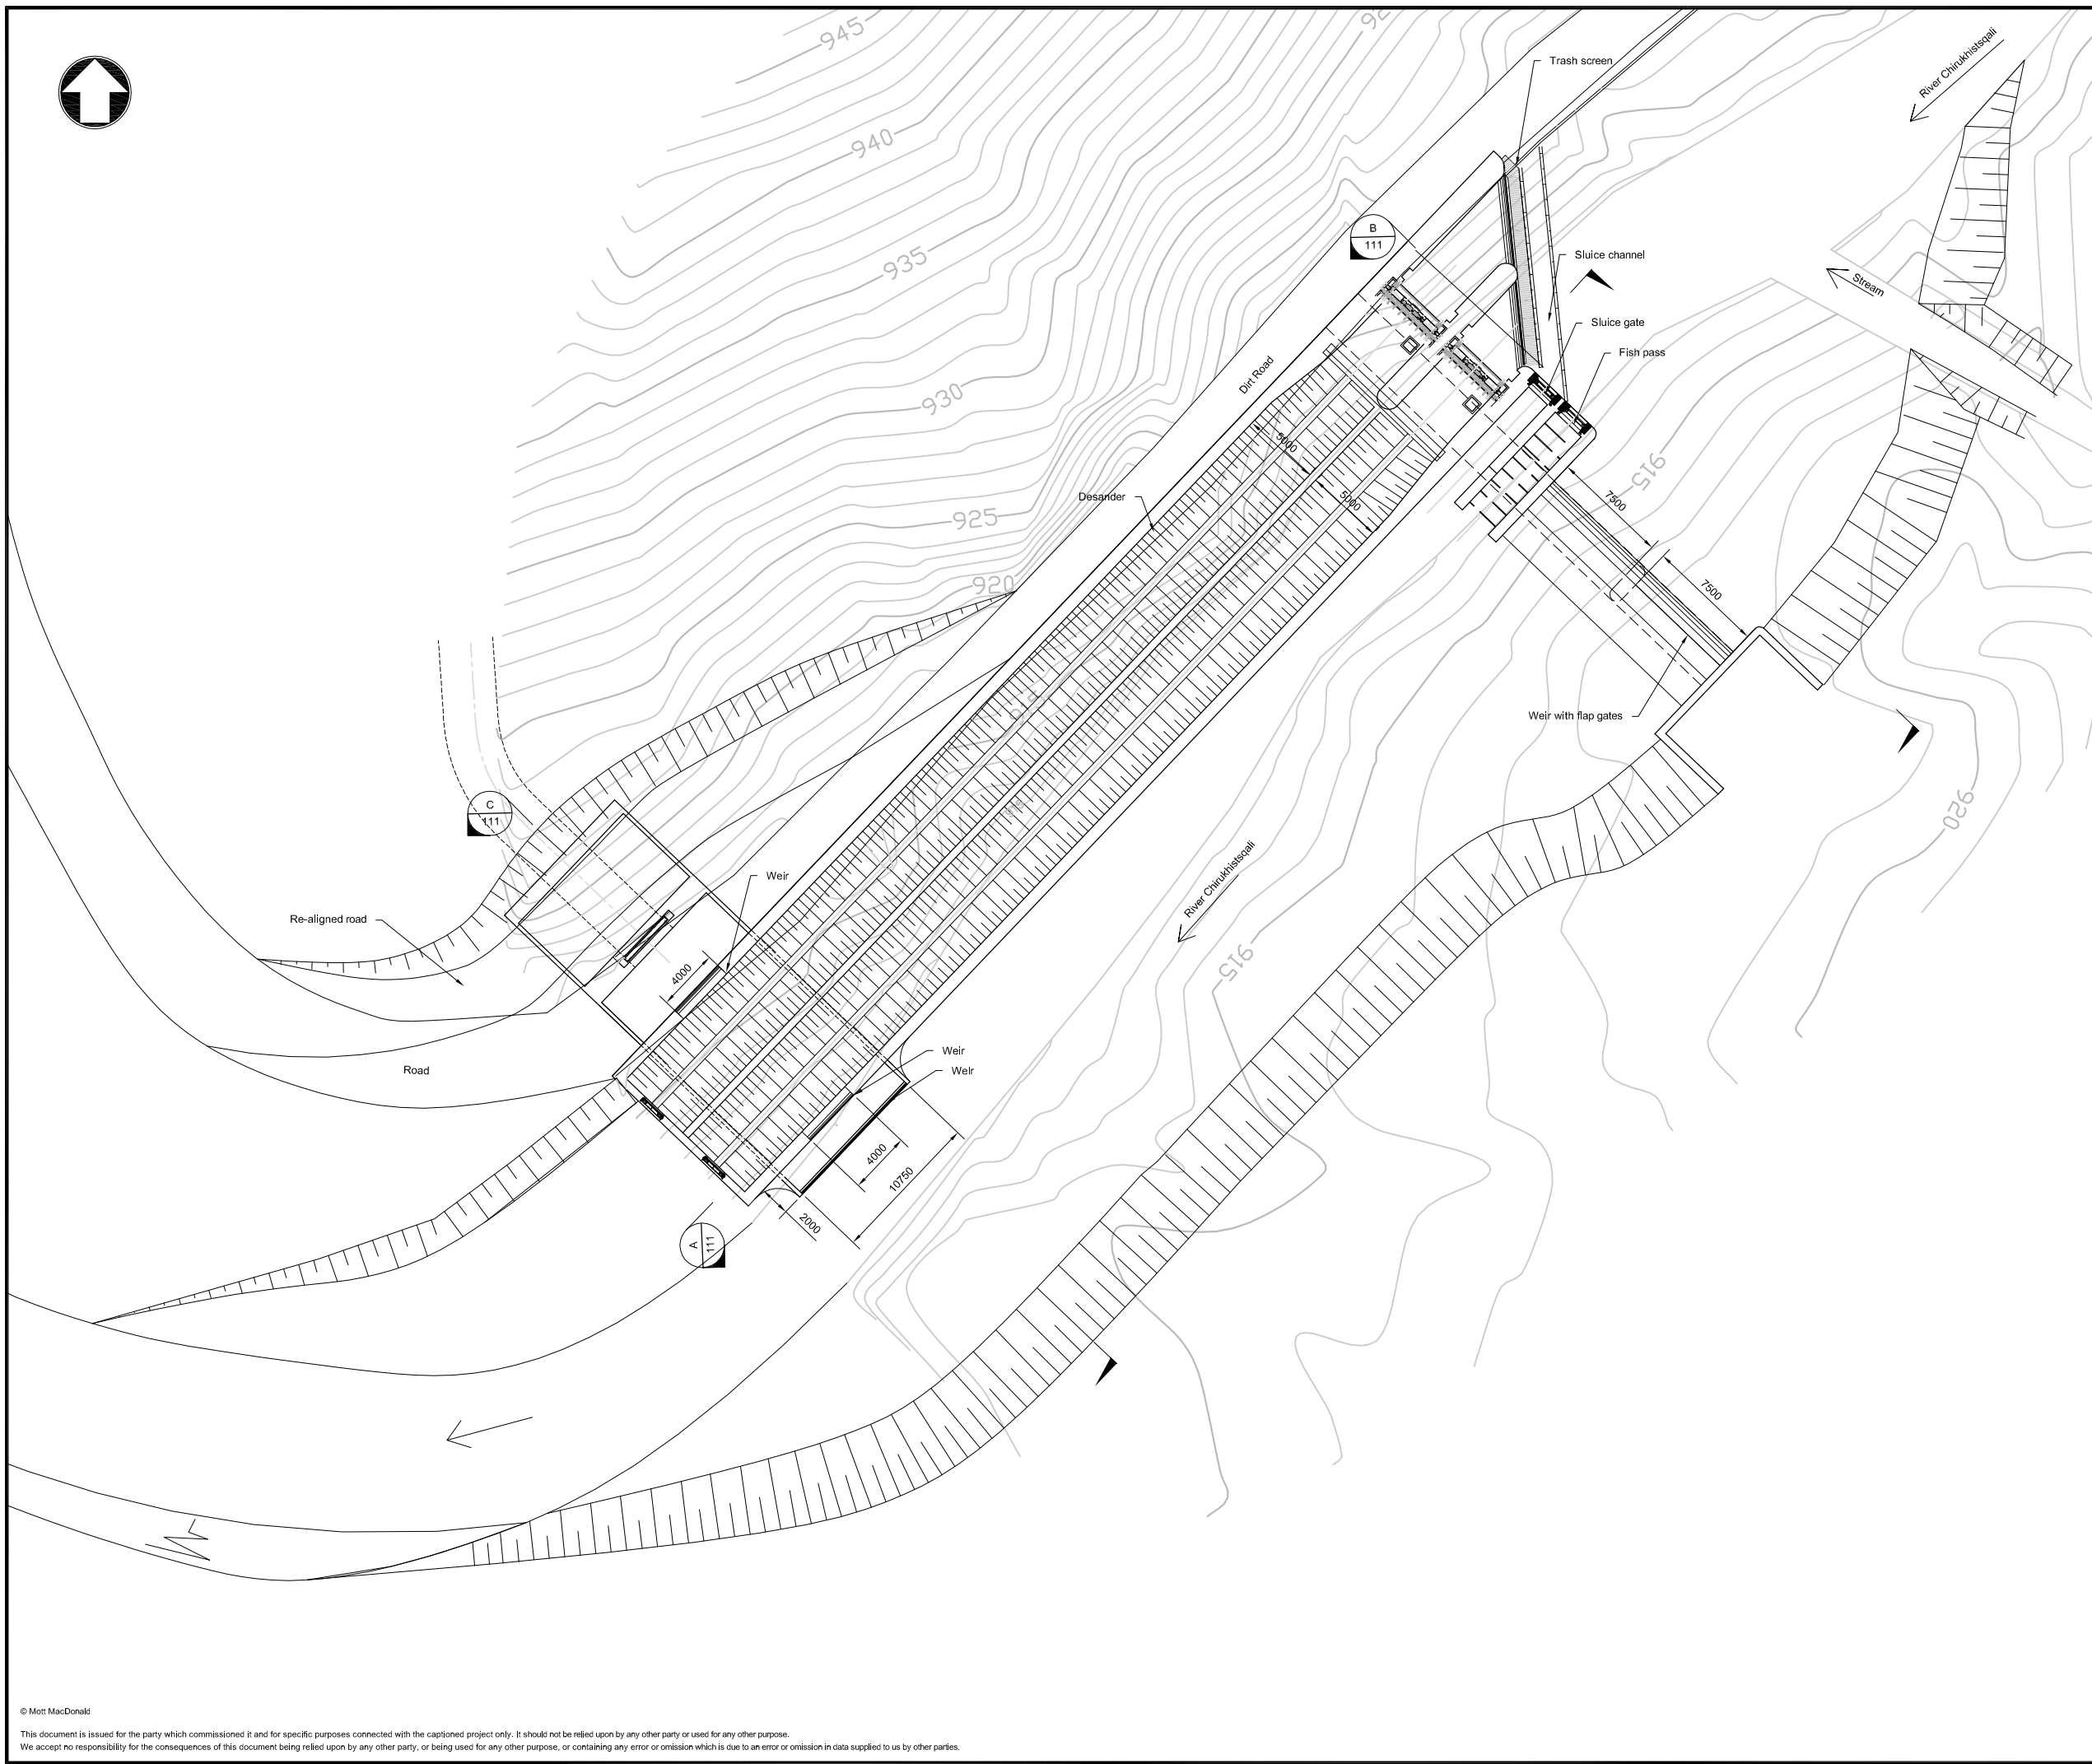 945
92
Trash screen
River Chirukhistsqali
940
B
111
935
Sluice channel
Stream
Sluice gate
Fish pass
Dirt Road
930
5000
915
5000
7500
Desander
925
920
7500
Weir with flap gates
C
111
920
River Chirukhistsqali
Weir
Re-aligned road
4000
915
Weir
Road
Weir
4000
10750
2000
A
111
© Mott MacDonald
This document is issued for the party which commissioned it and for specific purposes connected with the captioned project only. It should not be relied upon by any other party or used for any other purpose.
We accept no responsibility for the consequences of this document being relied upon by any other party, or being used for any other purpose, or containing any error or omission which is due to an error or omission in data supplied to us by other parties.